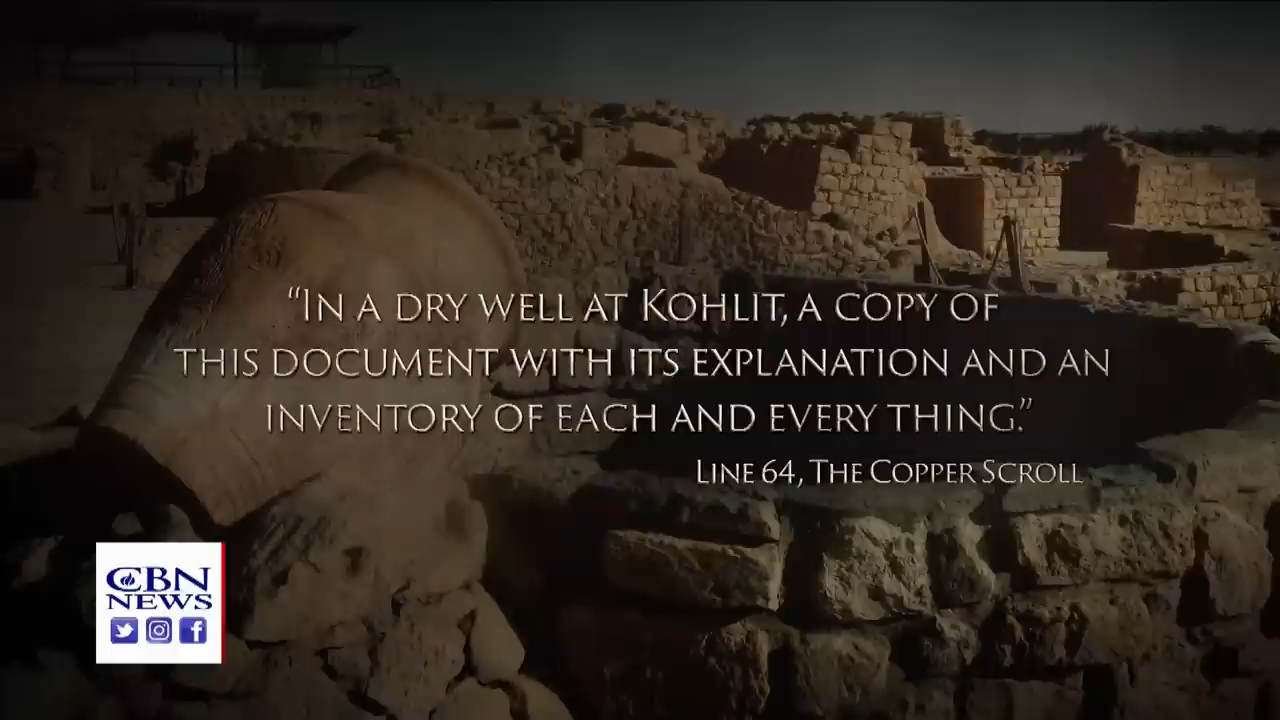 “In a dry well at Kohlit, a copy of
this document with its explanation and an
inventory of each and every thing.”
Line 64, The Copper Scroll
CBN
NEWS